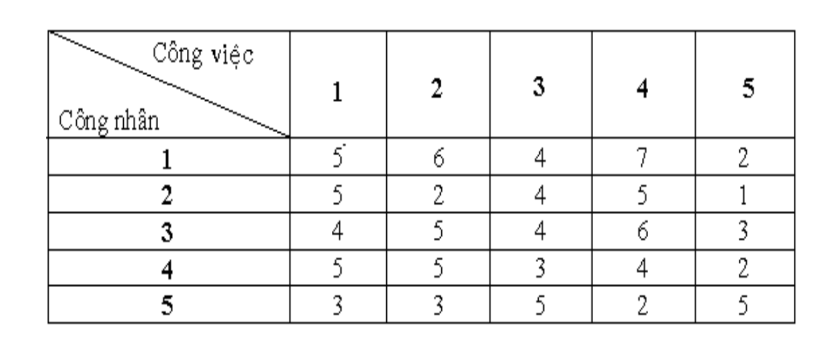 Công việc
Công nhân
1 2 3 4 5
1 5 6 4 7 2
2 5 2 4 5 1
3 4 5 4 6 3
4 5 5 3 4 2
5 3 3 5 2 5